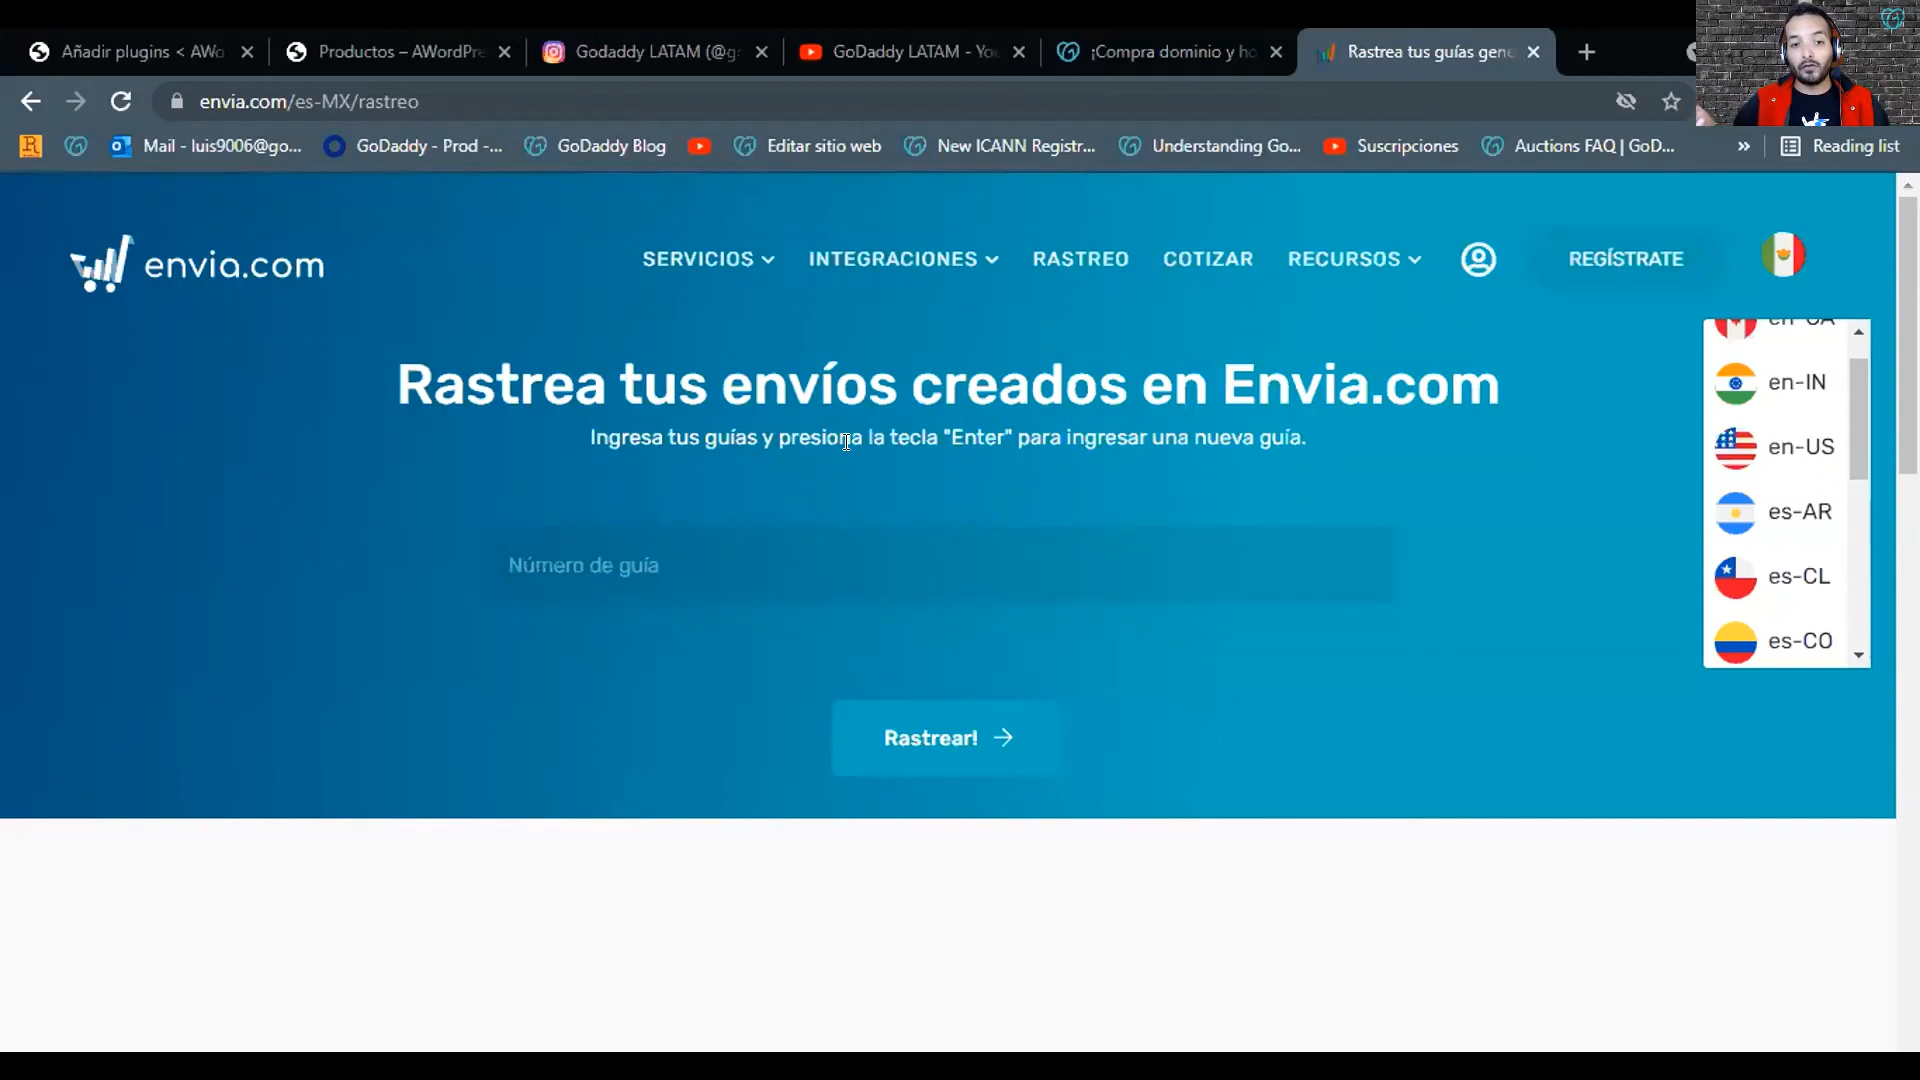 Añadir plugins < AWo
Productos – AWordPre
Godaddy LATAM (@g
GoDaddy LATAM - Yo
¡Compra dominio y ho
Rastrea tus guías gene
envia.com/es-MX/rastreo
Mail - luis9006@go...
GoDaddy - Prod -...
GoDaddy Blog
Editar sitio web
New ICANN Registr...
Understanding Go...
Suscripciones
Auctions FAQ | GoD...
»
Reading list
envia.com
SERVICIOS
INTEGRACIONES
RASTREO
COTIZAR
RECURSOS
REGÍSTRATE
Rastrea tus envíos creados en Envia.com
Ingresa tus guías y presiona la tecla "Enter" para ingresar una nueva guía.
Número de guía
Rastrear!
en-CA
en-IN
en-US
es-AR
es-CL
es-CO